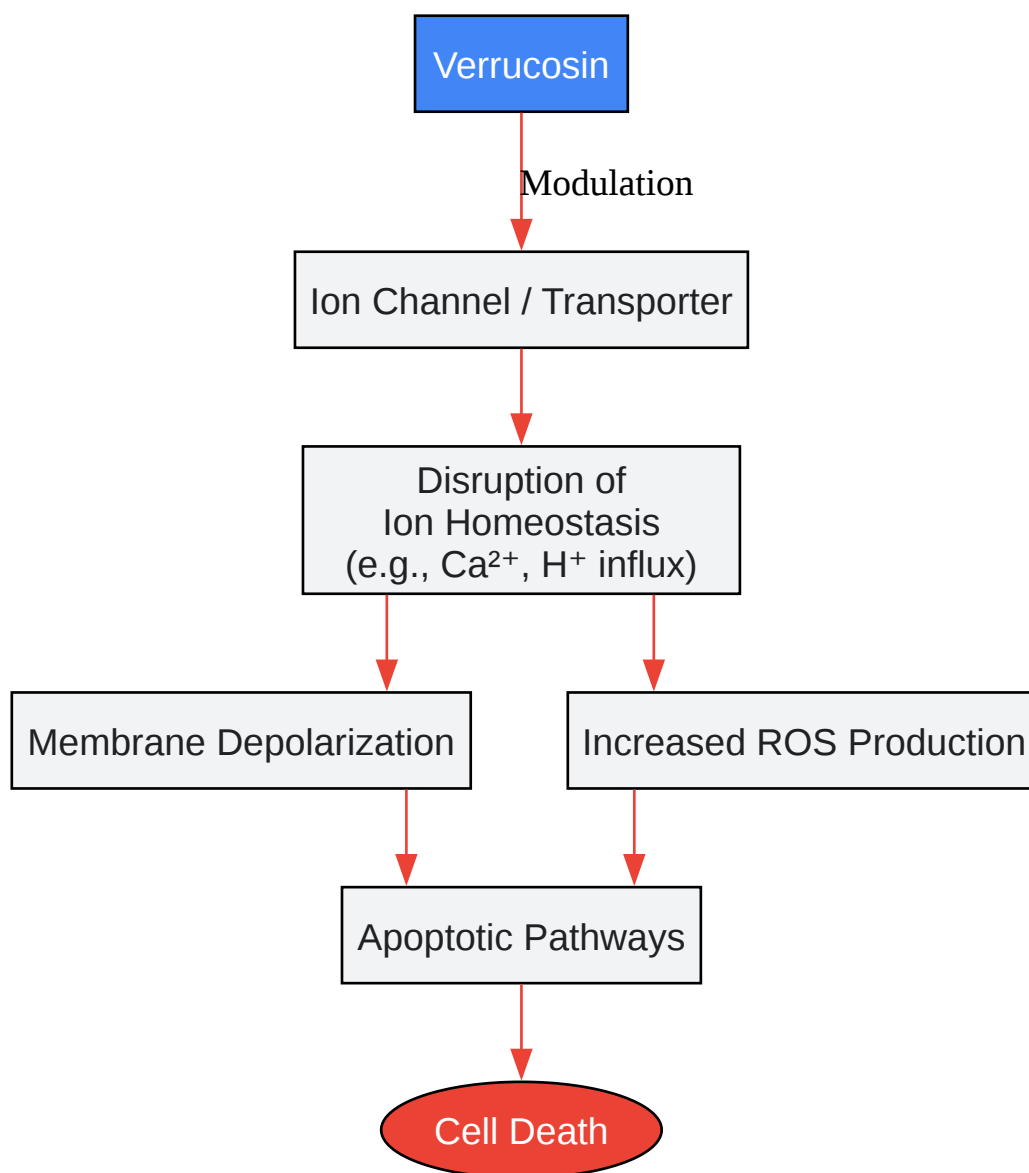 Verrucosin
Modulation
Ion Channel / Transporter
Disruption of
Ion Homeostasis
(e.g., Ca²⁺, H⁺ influx)
Membrane Depolarization
Increased ROS Production
Apoptotic Pathways
Cell Death